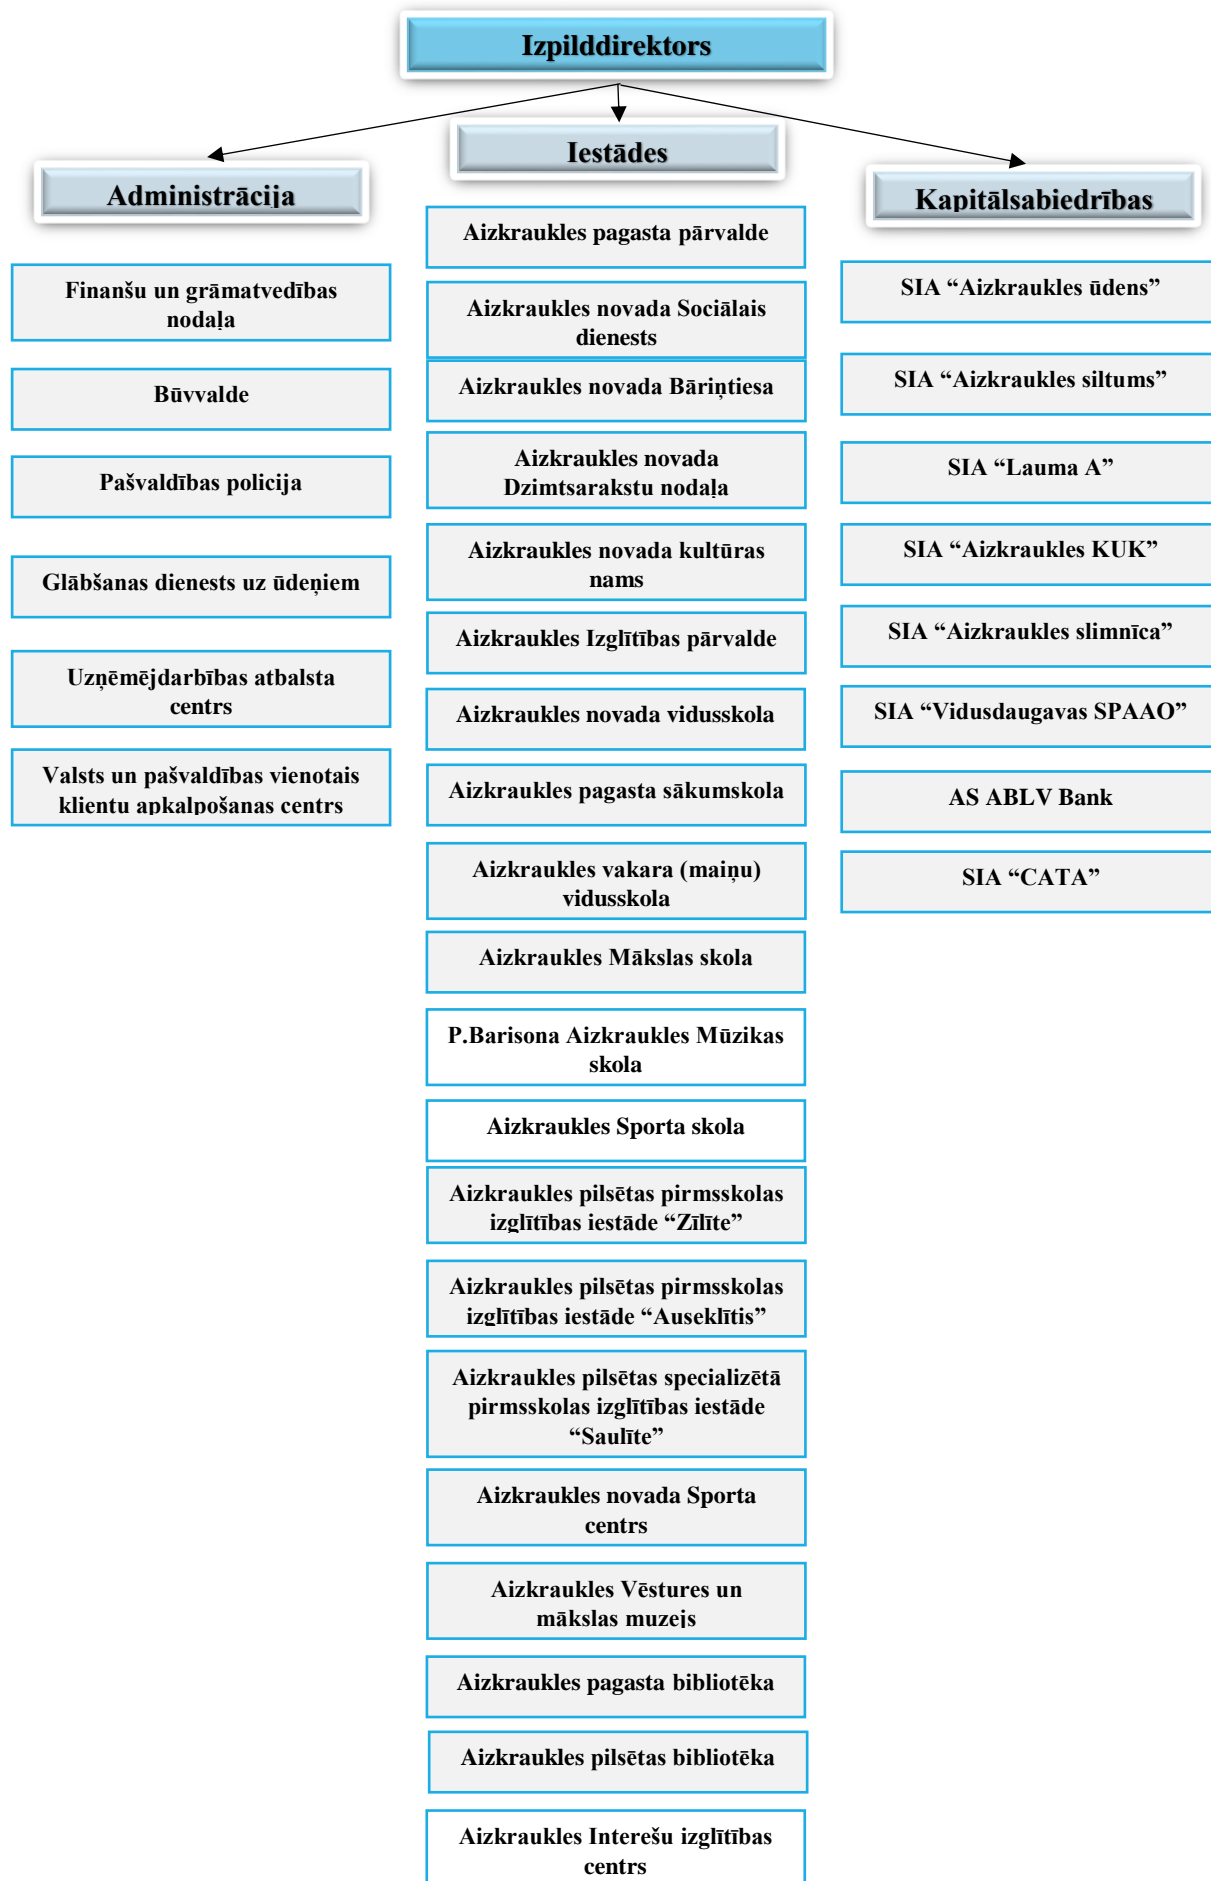 Izpilddirektors
Administrācija
Iestādes
Kapitālsabiedrības
Finanšu un grāmatvedības
nodaļa
Būvvalde
Pašvaldības policija
Glābšanas dienests uz ūdeņiem
Uzņēmējdarbības atbalsta
centrs
Valsts un pašvaldības vienotais
klientu apkalpošanas centrs
Aizkraukles pagasta pārvalde
Aizkraukles novada Sociālais
dienests
Aizkraukles novada Bāriņtiesa
Aizkraukles novada
Dzimtsarakstu nodaļa
Aizkraukles novada kultūras
nams
Aizkraukles Izglītības pārvalde
Aizkraukles novada vidusskola
Aizkraukles pagasta sākumskola
Aizkraukles vakara (maiņu)
vidusskola
Aizkraukles Mākslas skola
P.Barisona Aizkraukles Mūzikas
skola
Aizkraukles Sporta skola
Aizkraukles pilsētas pirmsskolas
izglītības iestāde “Zīlīte”
Aizkraukles pilsētas pirmsskolas
izglītības iestāde “Auseklītis”
Aizkraukles pilsētas specializētā
pirmsskolas izglītības iestāde
“Saulīte”
Aizkraukles novada Sporta
centrs
Aizkraukles Vēstures un
mākslas muzejs
Aizkraukles pagasta bibliotēka
Aizkraukles pilsētas bibliotēka
Aizkraukles Interešu izglītības
centrs
SIA “Aizkraukles ūdens”
SIA “Aizkraukles siltums”
SIA “Lauma A”
SIA “Aizkraukles KUK”
SIA “Aizkraukles slimnīca”
SIA “Vidusdaugavas SPAAO”
AS ABLV Bank
SIA “CATA”